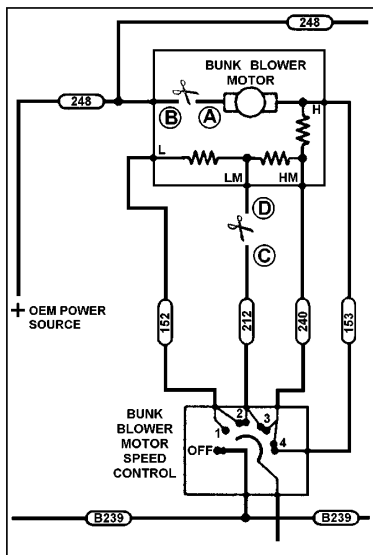 248
BUNK BLOWER
MOTOR
248
B
A
H
L
LM
HM
D
C
+ OEM POWER
SOURCE
152
212
240
153
BUNK
BLOWER
MOTOR
SPEED
CONTROL
1
2
3
4
OFF
B239
B239